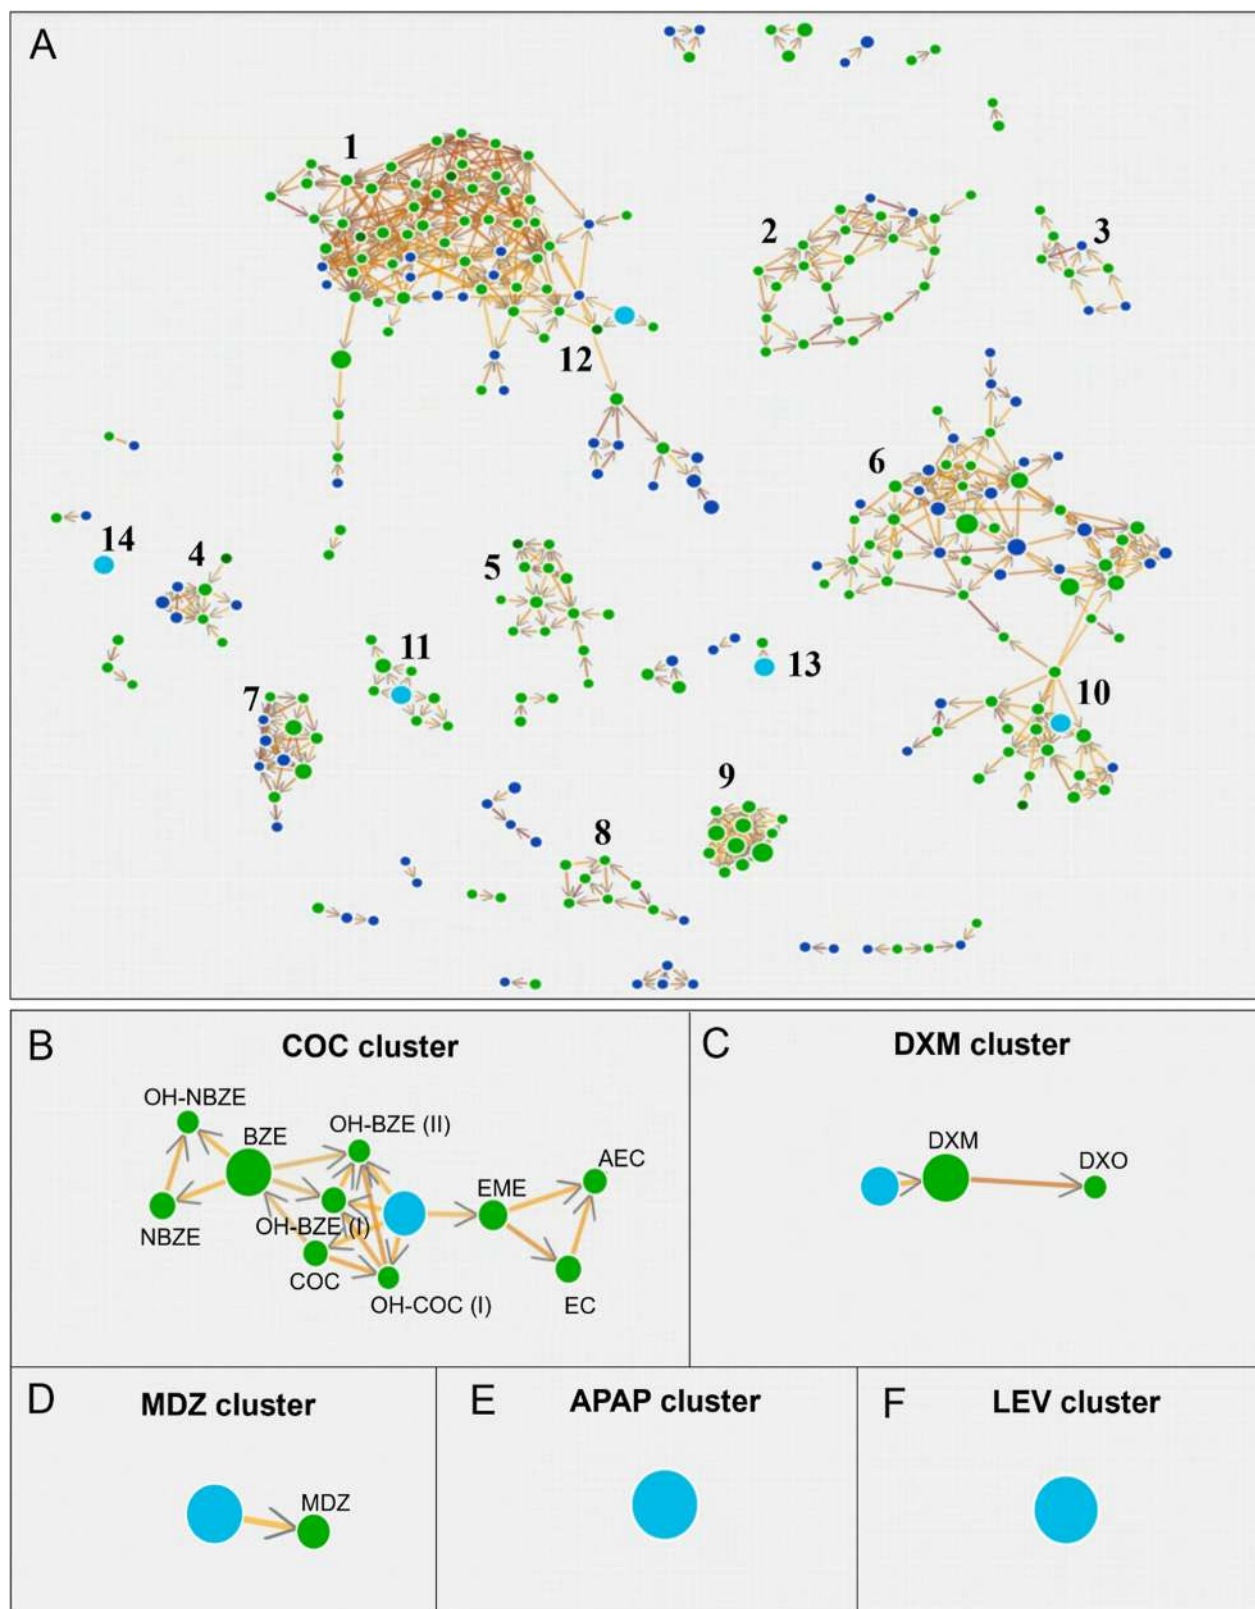 A
1
2
3
12
6
14
4
5
11
13
7
10
9
8
B
COC cluster
OH-NBZE
BZE
OH-BZE (II)
AEC
EME
OH-BZE (I)
NBZE
COC
OH-COC (I)
EC
C
DXM cluster
DXM
DXO
D
MDZ cluster
MDZ
E
APAP cluster
F
LEV cluster